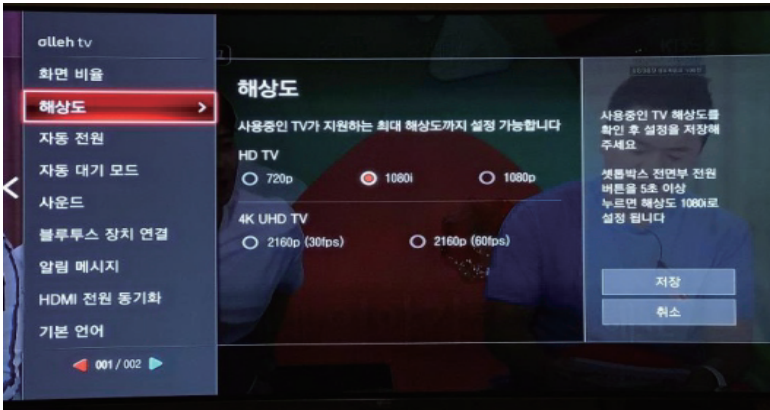 olleh tv
화면 비율
해상도
자동 전원
자동 대기 모드
사운드
블루투스 장치 연결
알림 메시지
HDMI 전원 동기화
기본 언어
001 / 002
해상도
사용중인 TV가 지원하는 최대 해상도까지 설정 가능합니다
HD TV
720p 1080i 1080p
4K UHD TV
2160p (30fps) 2160p (60fps)
사용중인 TV 해상도를
확인 후 설정을 저장해
주세요
셋톱박스 전면부 전원
버튼을 5초 이상
누르면 해상도 1080i로
설정 됩니다
저장
취소